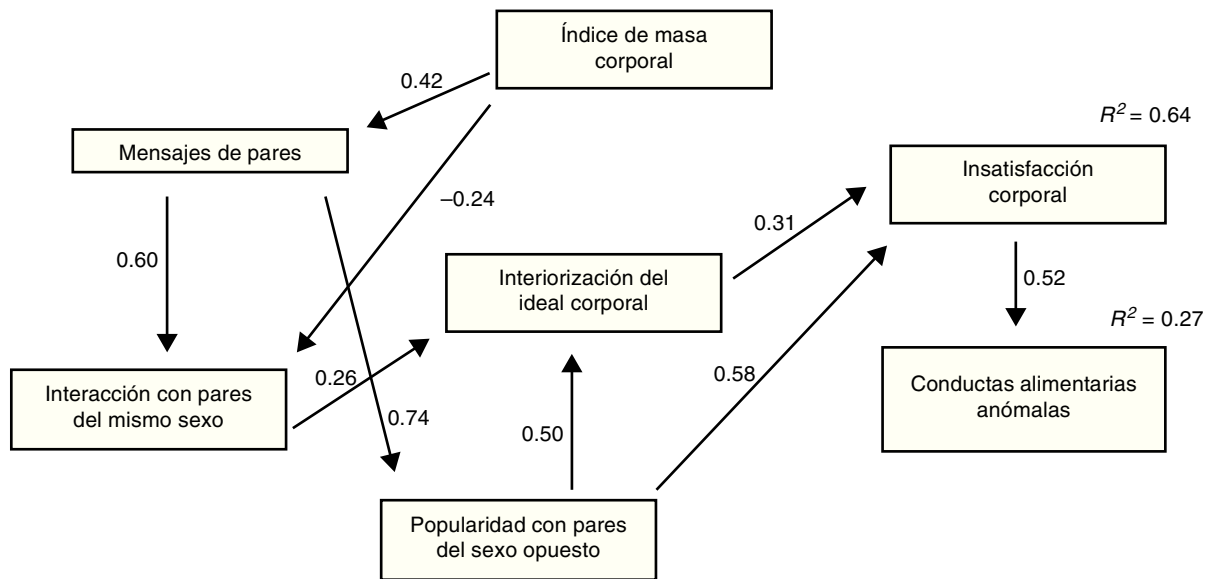 Índice de masa
corporal
0.42
R² = 0.64
Mensajes de pares
Insatisfacción
corporal
–0.24
0.31
0.60
Interiorización del
ideal corporal
0.52
R² = 0.27
Interacción con pares
del mismo sexo
0.26
0.58
Conductas alimentarias
anómalas
0.74
0.50
Popularidad con pares
del sexo opuesto